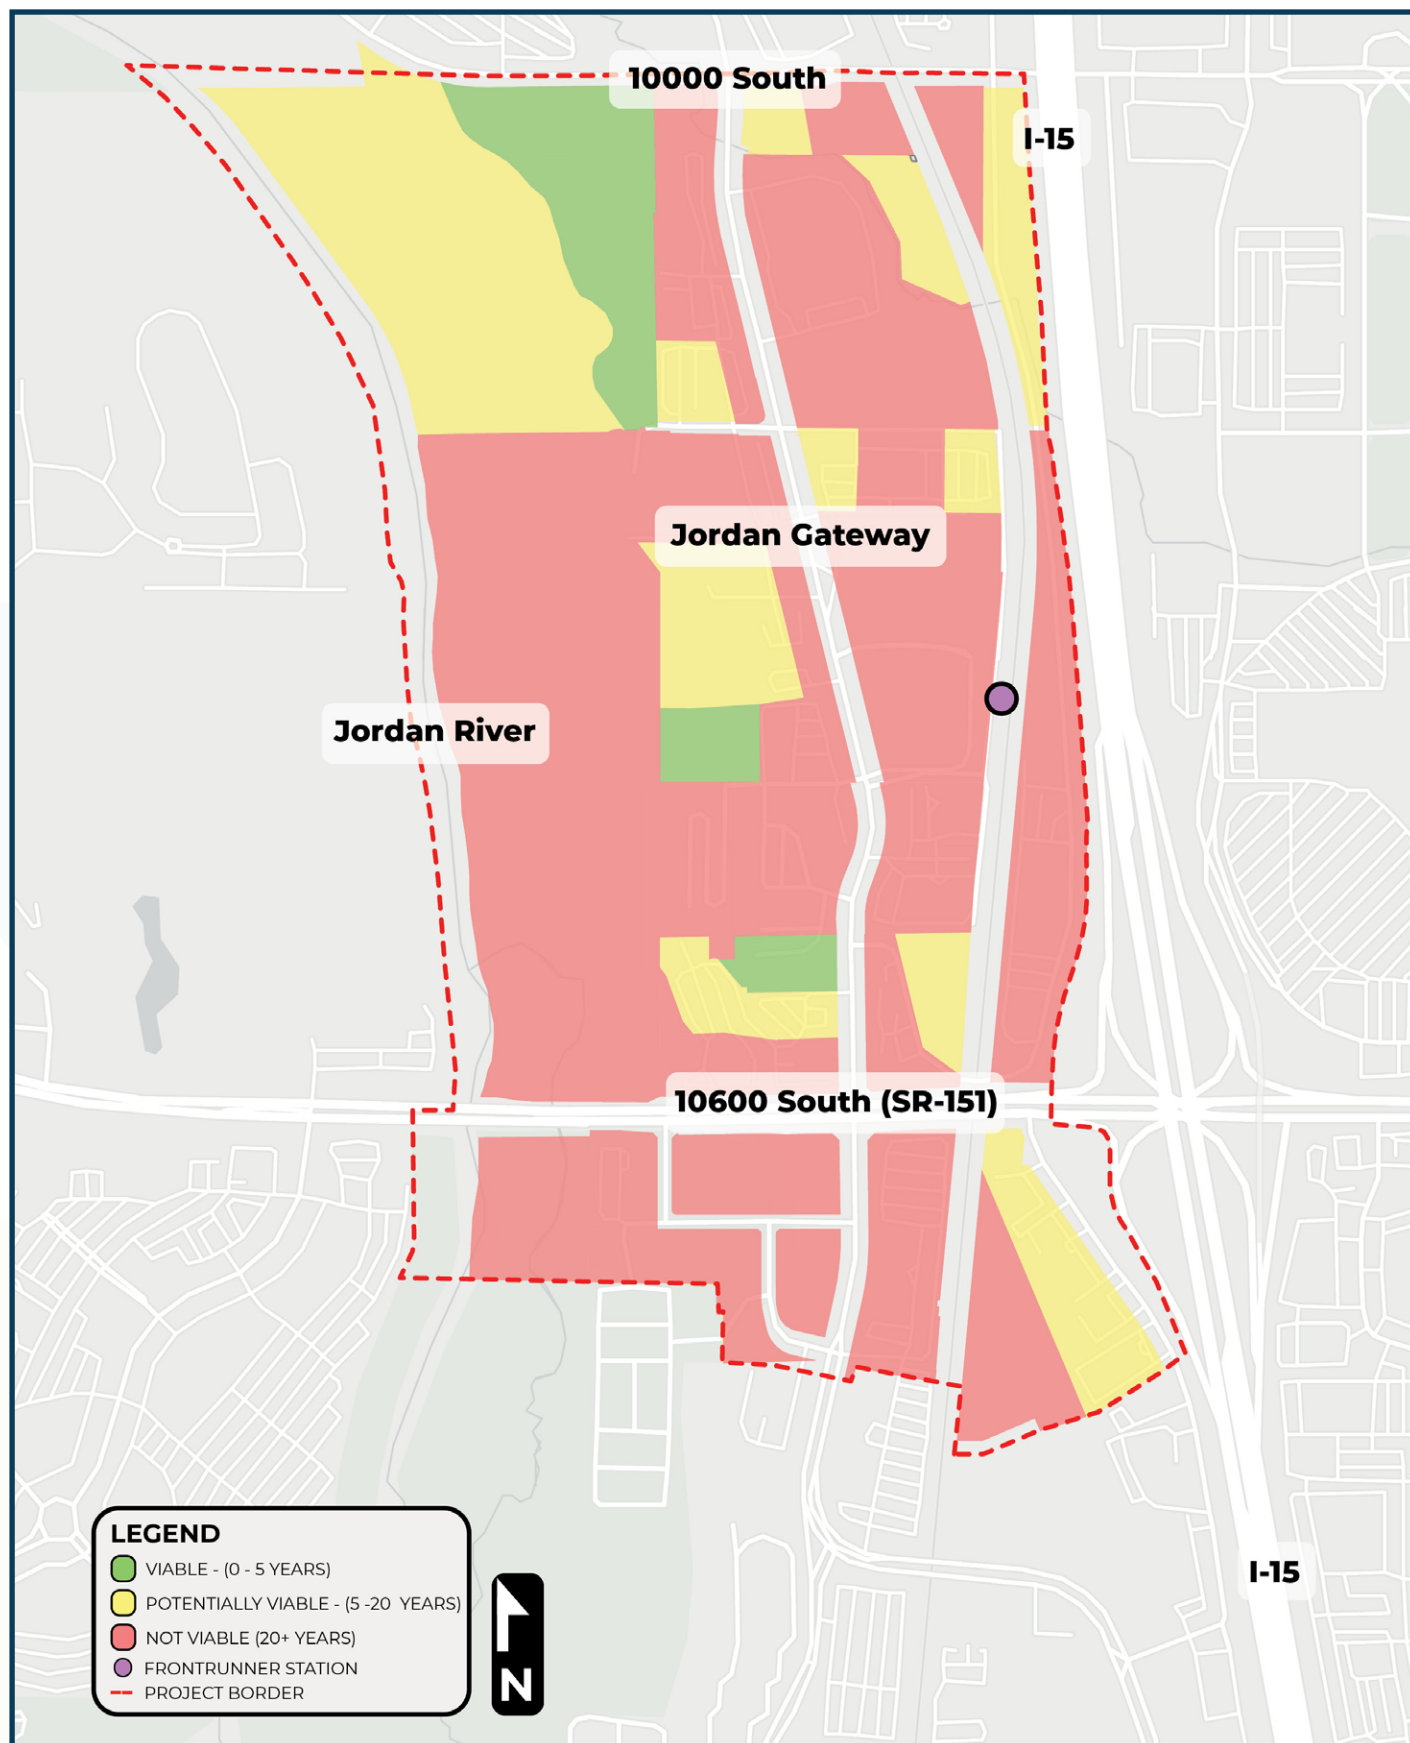 10000 South
I-15
Jordan Gateway
Jordan River
10600 South (SR-151)
I-15
LEGEND
VIABLE - (0 - 5 YEARS)
POTENTIALLY VIABLE - (5 -20 YEARS)
NOT VIABLE (20+ YEARS)
FRONTRUNNER STATION
PROJECT BORDER
N